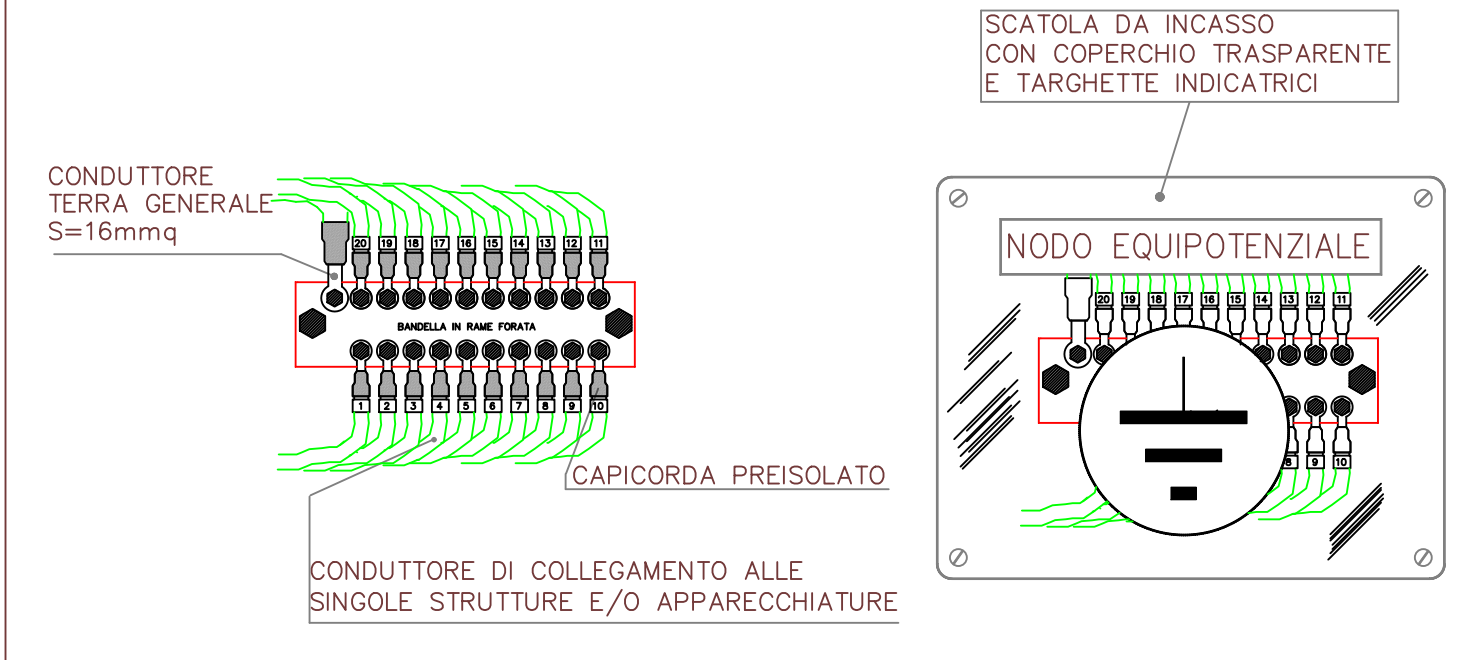 SCATOLA DA INCASSO
CON COPERCHIO TRASPARENTE
E TARGHETTE INDICATRICI
CONDUTTORE
TERRA GENERALE
S=16mmq
20 19 18 17 16 15 14 13 12 11
BANDELLA IN RAME FORATA
1 2 3 4 5 6 7 8 9 10
CAPICORDA PREISOLATO
CONDUTTORE DI COLLEGAMENTO ALLE
SINGOLE STRUTTURE E/O APPARECCHIATURE
NODO EQUIPOTENZIALE
20 19 18 17 16 15 14 13 12 11
8 9 10